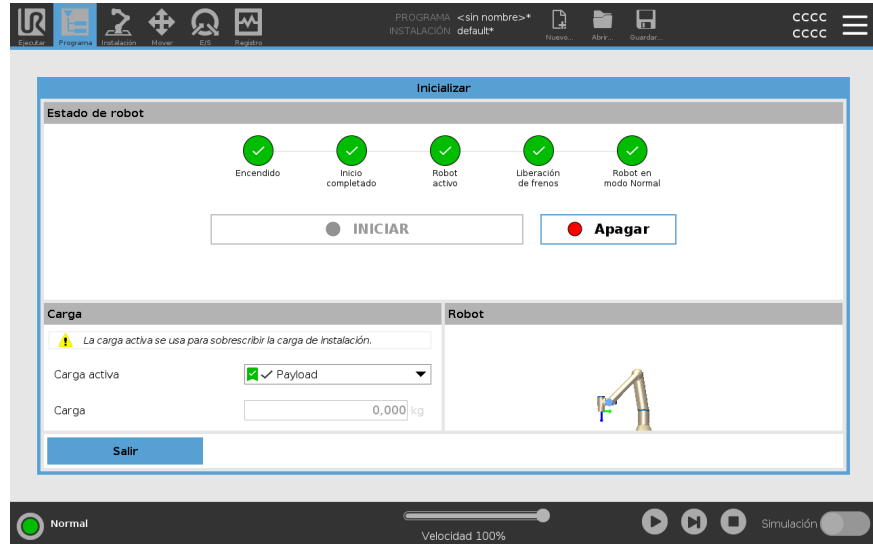 PROGRAMA <sin nombre>*
INSTALACIÓN default*
Ejecutar Programa Instalación Mover E/S Registro Nuevo... Abrir... Guardar...
cccc
cccc
Inicializar
Estado de robot
Encendido
Inicio
completado
Robot
activo
Liberación
de frenos
Robot en
modo Normal
INICIAR
Apagar
Carga
La carga activa se usa para sobrescribir la carga de instalación.
Carga activa
Payload
Carga
0,000 kg
Robot
Salir
Normal
Velocidad 100%
Simulación